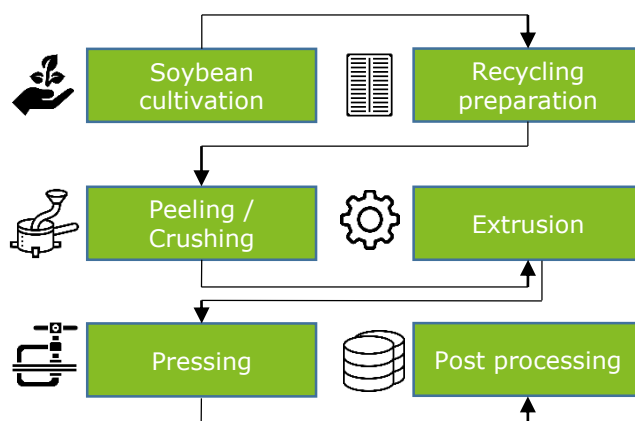 Soybean
cultivation
Recycling
preparation
Peeling /
Crushing
Extrusion
Pressing
Post processing